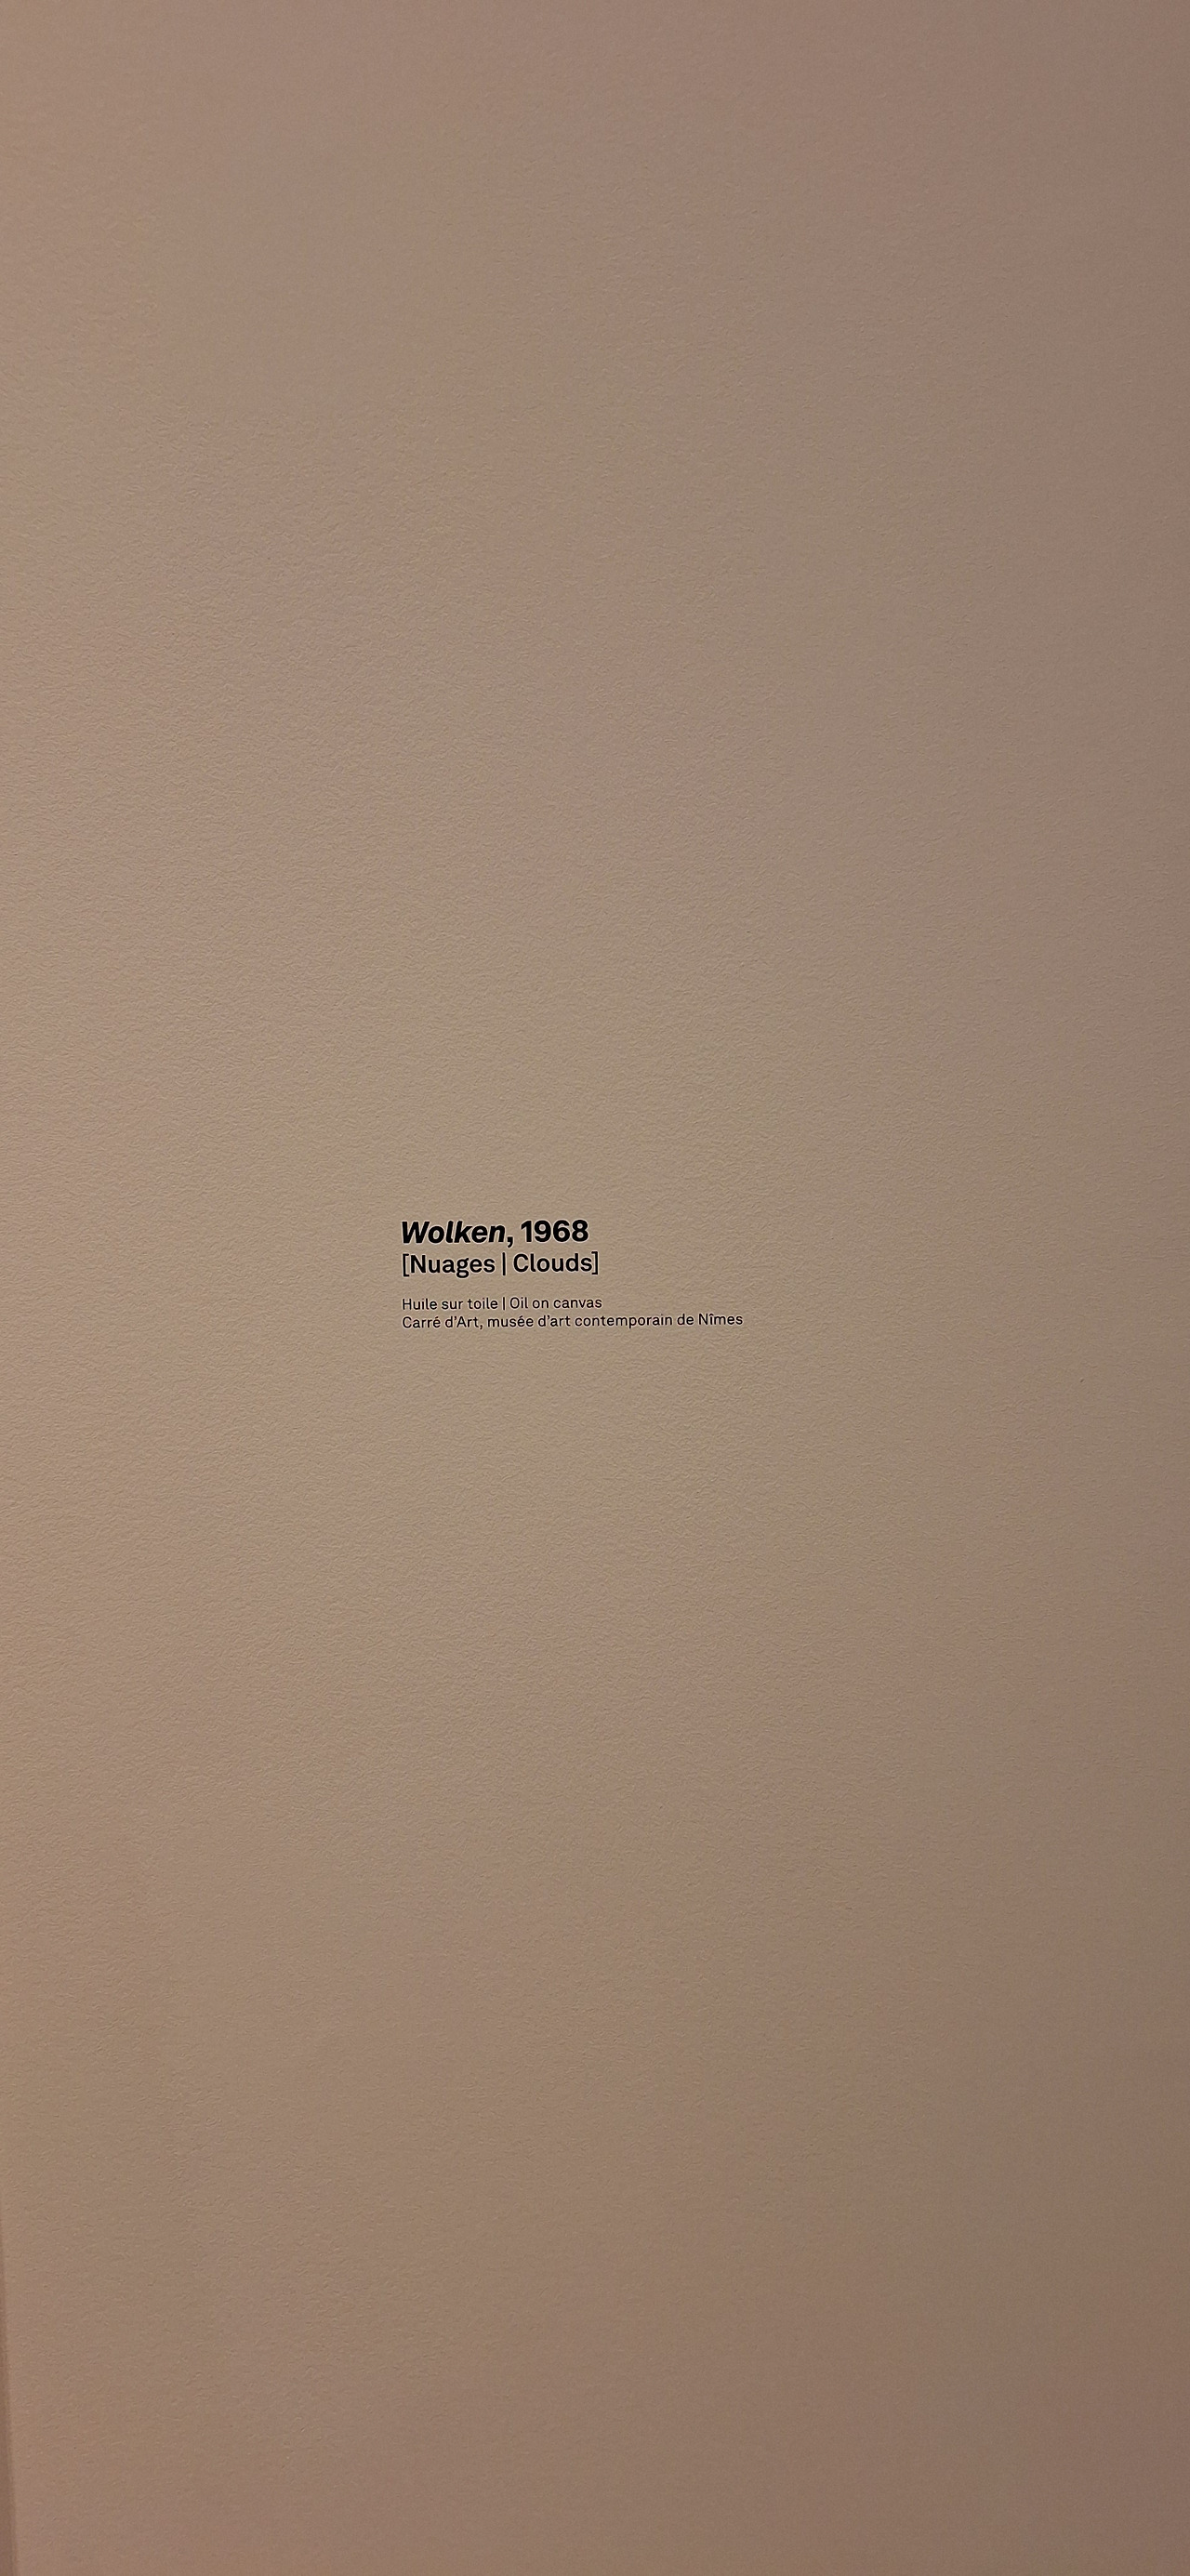 Wolken, 1968
[Nuages | Clouds]
Huile sur toile | Oil on canvas
Carré d’Art, musée d’art contemporain de Nîmes